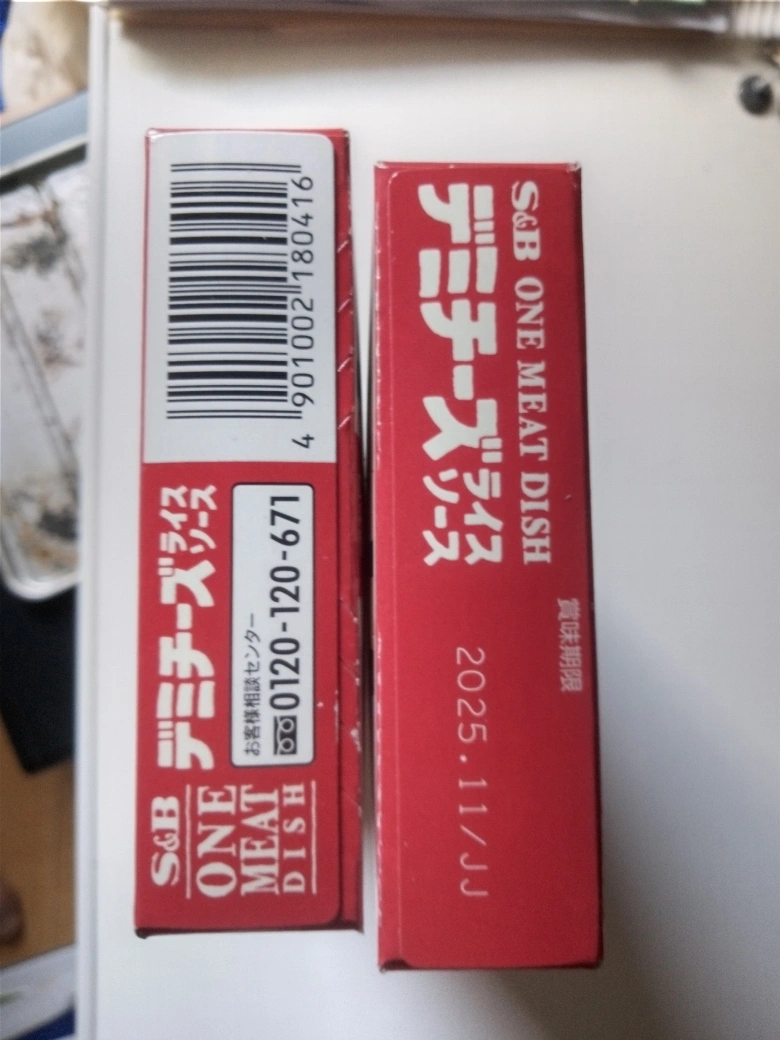 4 901002 180416
S&B
ONE
MEAT
DISH
デミチーズライス
ソース
お客様相談センター
0120-120-671
S&B ONE MEAT DISH
デミチーズライス
ソース
賞味期限
2025.11/JJ